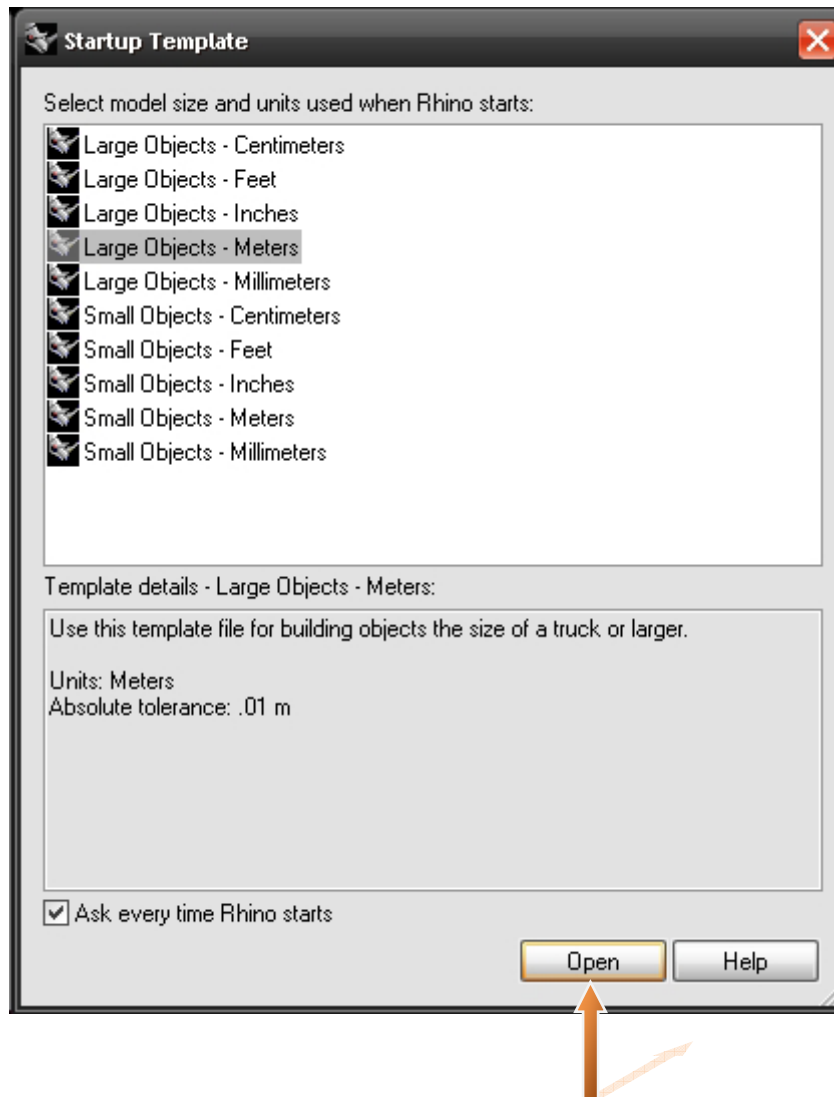 Startup Template
Select model size and units used when Rhino starts:
Large Objects - Centimeters
Large Objects - Feet
Large Objects - Inches
Large Objects - Meters
Large Objects - Millimeters
Small Objects - Centimeters
Small Objects - Feet
Small Objects - Inches
Small Objects - Meters
Small Objects - Millimeters
Template details - Large Objects - Meters:
Use this template file for building objects the size of a truck or larger.
Units: Meters
Absolute tolerance: .01 m
Ask every time Rhino starts
Open Help